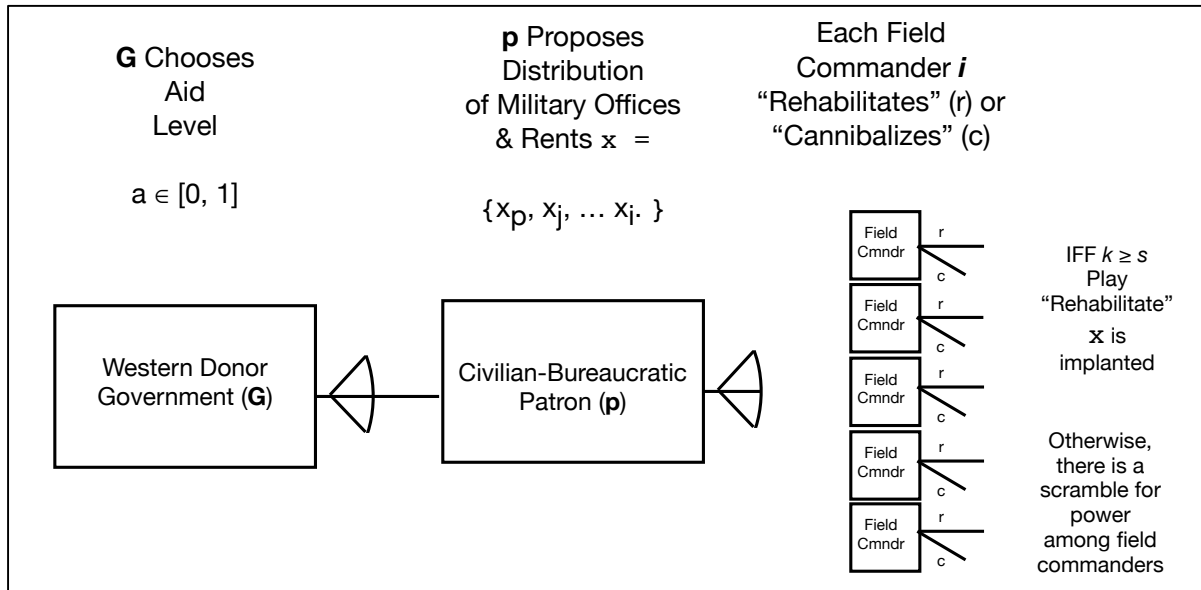 G Chooses
Aid
Level
a ∈ [0, 1]
p Proposes
Distribution
of Military Offices
& Rents x =
{xp, xj, … xi. }
Each Field
Commander i
“Rehabilitates” (r) or
“Cannibalizes” (c)
Western Donor
Government (G)
Civilian-Bureaucratic
Patron (p)
Field
Cmndr
r
c
Field
Cmndr
r
c
Field
Cmndr
r
c
Field
Cmndr
r
c
Field
Cmndr
r
c
IFF k ≥ s
Play
“Rehabilitate”
x is
implanted
Otherwise,
there is a
scramble for
power
among field
commanders